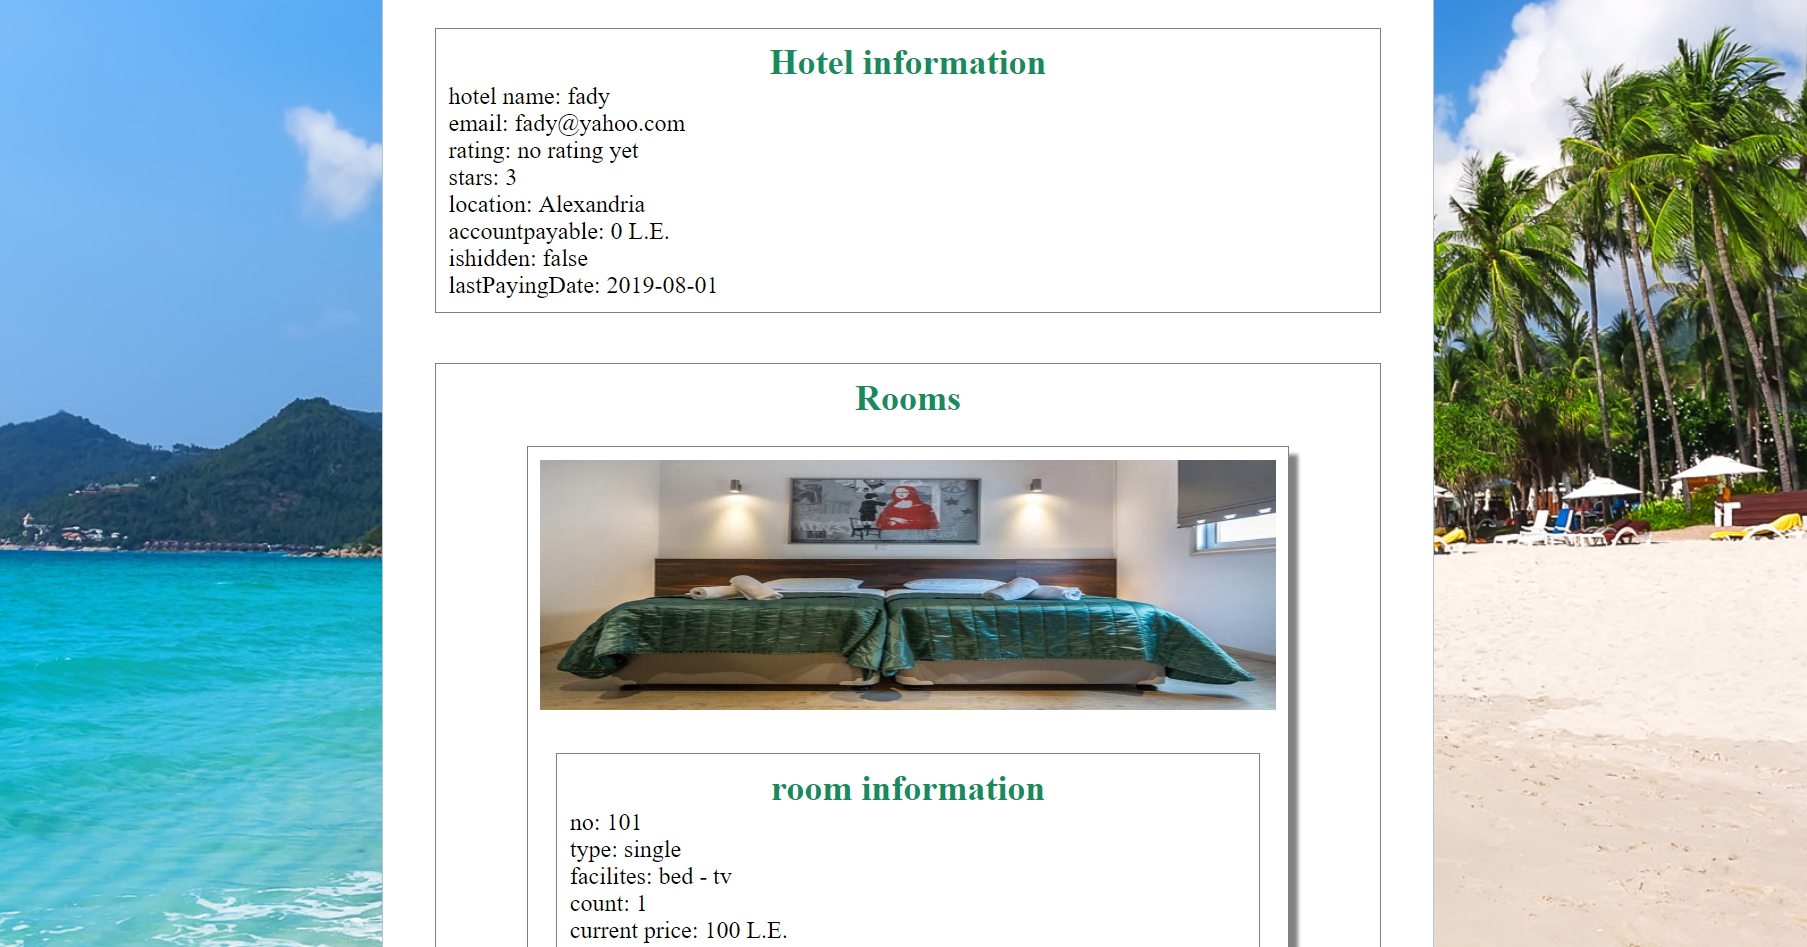 Hotel information
hotel name: fady
email: fady@yahoo.com
rating: no rating yet
stars: 3
location: Alexandria
accountpayable: 0 L.E.
ishidden: false
lastPayingDate: 2019-08-01
Rooms
room information
no: 101
type: single
facilites: bed - tv
count: 1
current price: 100 L.E.